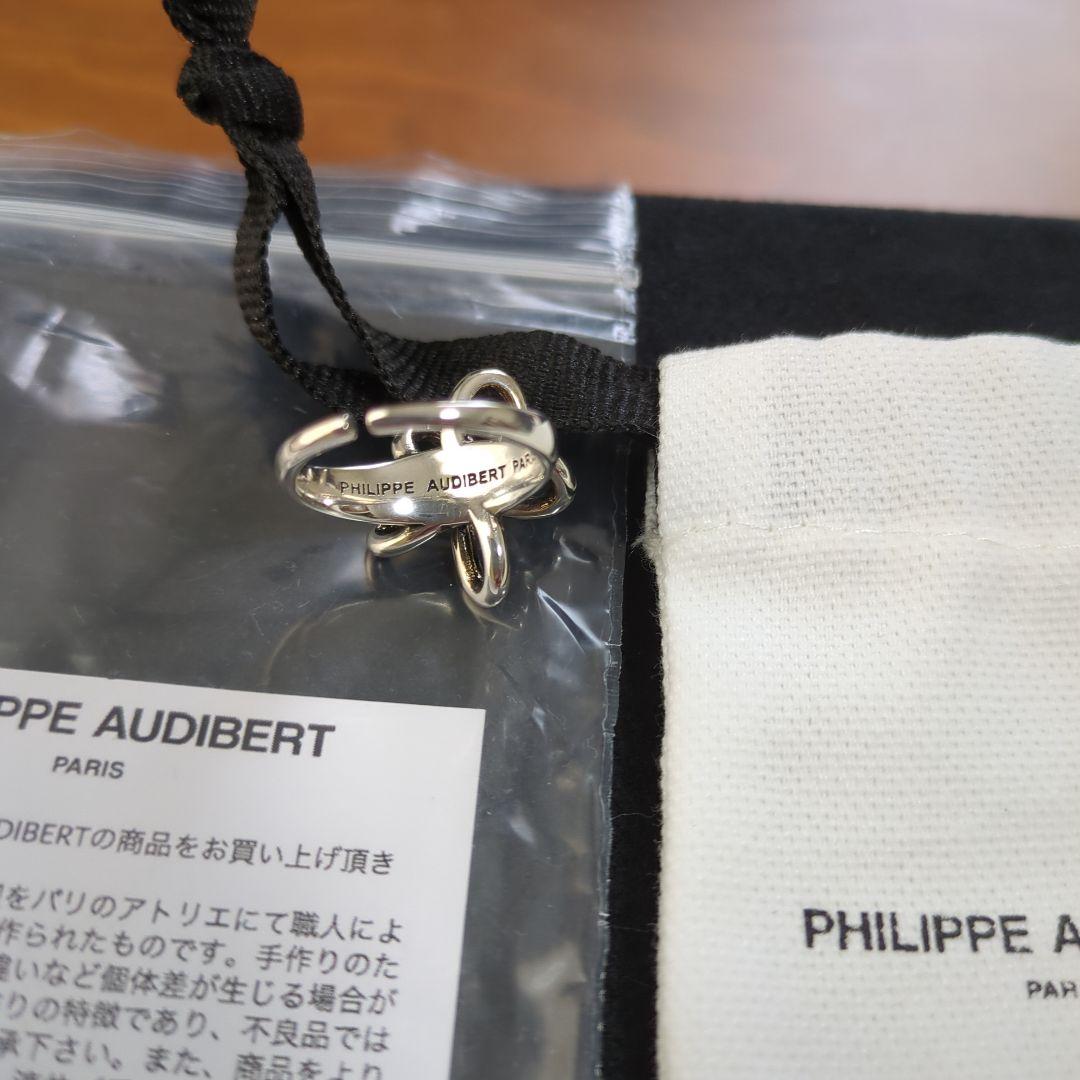 PHILIPPE AUDIBERT PAR
PPE AUDIBERT
PARIS
DIBERTの商品をお買い上げ頂き
をパリのアトリエにて職人によ
作られたものです。手作りのた
違いなど個体差が生じる場合が
りの特徴であり、不良品では
承下さい。また、商品をより
PHILIPPE A
PAR